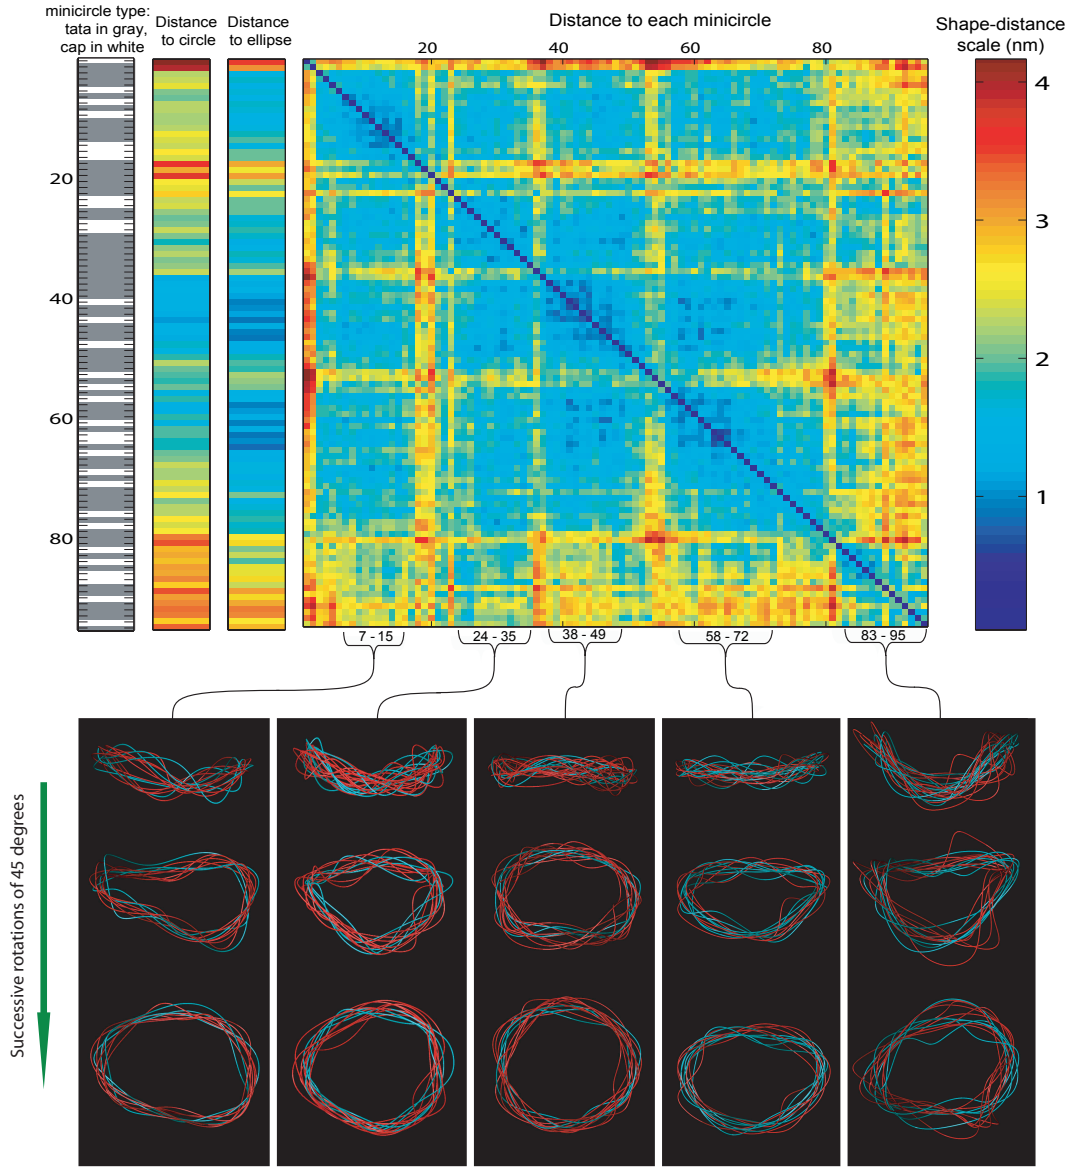 minicircle type:
tata in gray,
cap in white
Distance
to circle
Distance
to ellipse
Distance to each minicircle
Shape-distance
scale (nm)
20 40 60 80
20
40
60
80
4
3
2
1
7 - 15
24 - 35
38 - 49
58 - 72
83 - 95
Successive rotations of 45 degrees